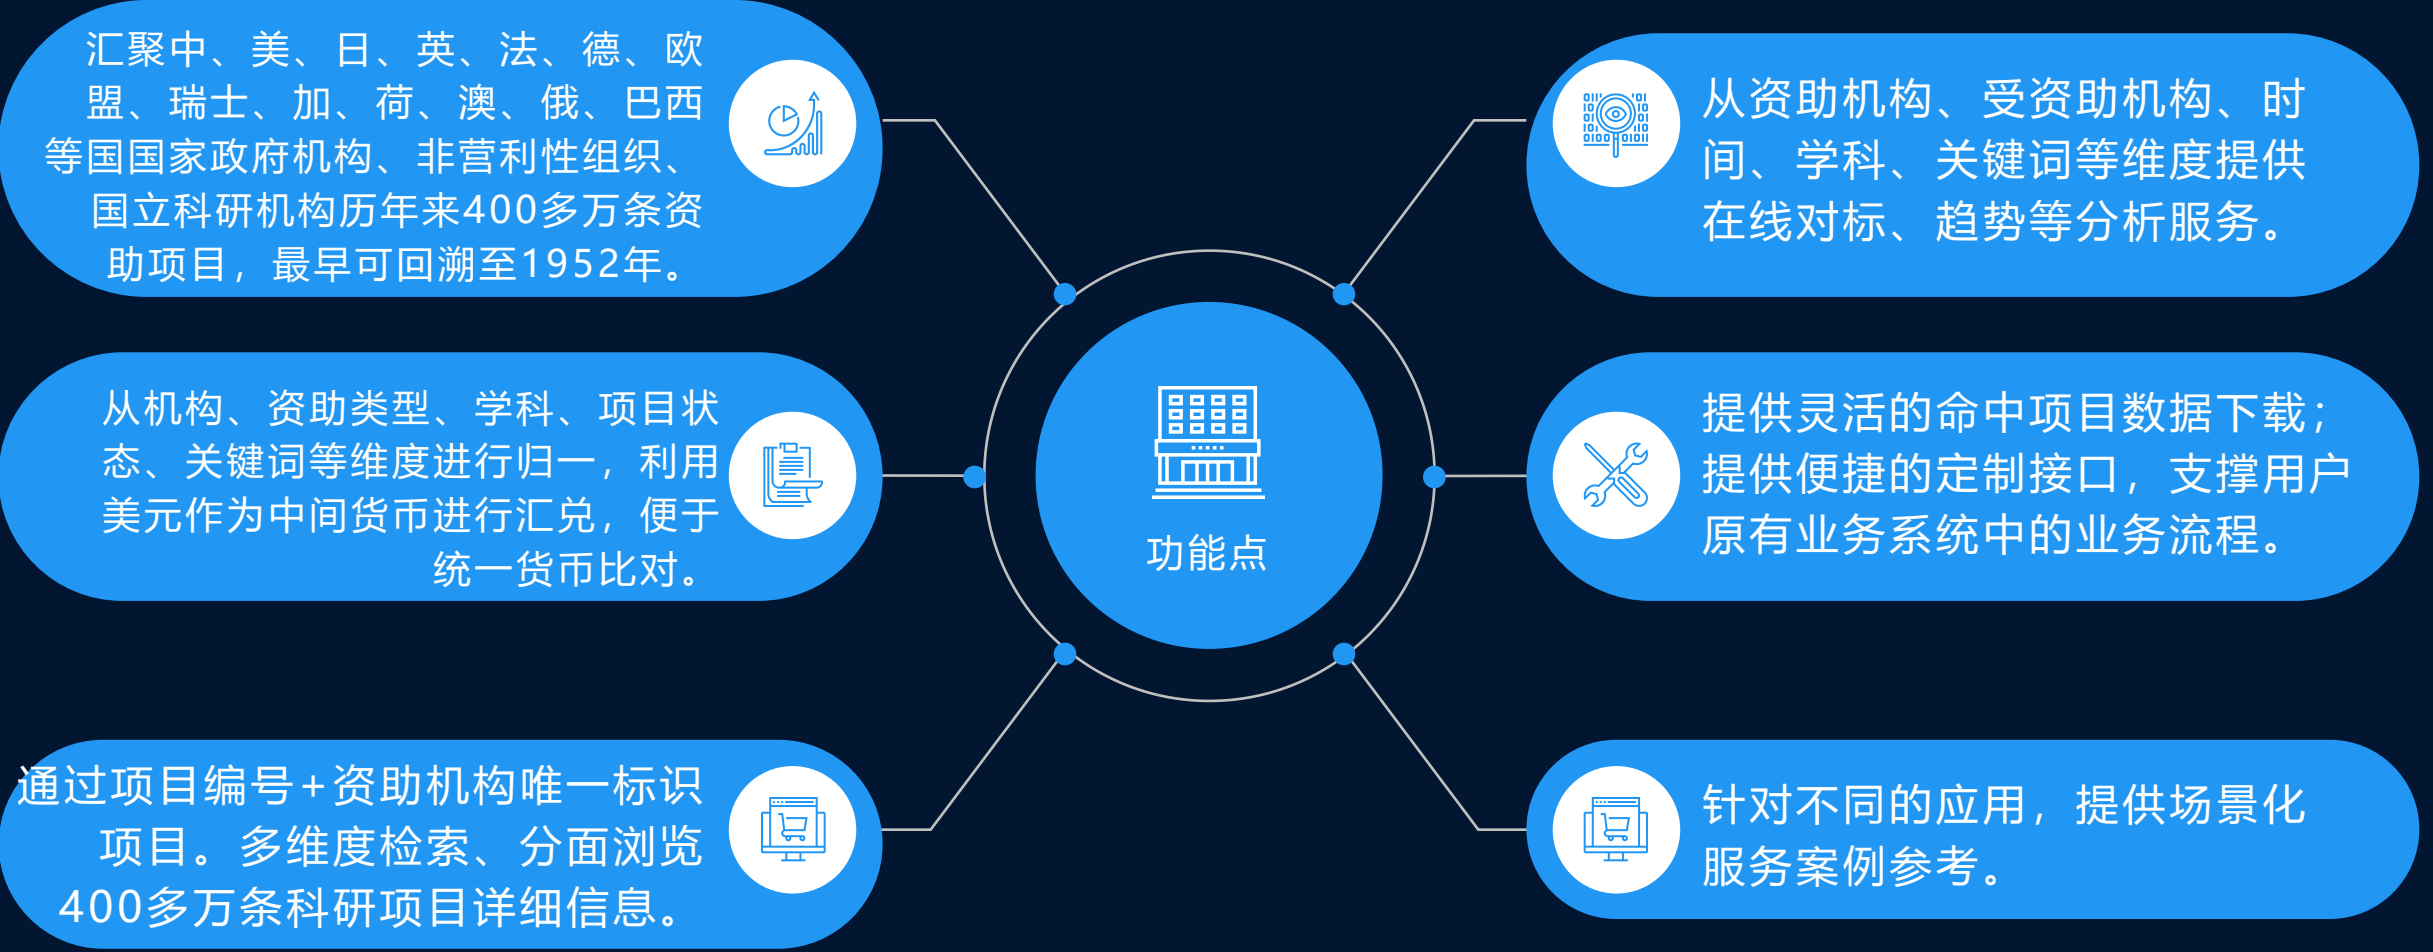 汇聚中、美、日、英、法、德、欧
盟、瑞士、加、荷、澳、俄、巴西
等国国家政府机构、非营利性组织、
国立科研机构历年来400多万条资
助项目，最早可回溯至1952年。
从机构、资助类型、学科、项目状
态、关键词等维度进行归一，利用
美元作为中间货币进行汇兑，便于
统一货币比对。
通过项目编号+资助机构唯一标识
项目。多维度检索、分面浏览
400多万条科研项目详细信息。
功能点
从资助机构、受资助机构、时
间、学科、关键词等维度提供
在线对标、趋势等分析服务。
提供灵活的命中项目数据下载；
提供便捷的定制接口，支撑用户
原有业务系统中的业务流程。
针对不同的应用，提供场景化
服务案例参考。